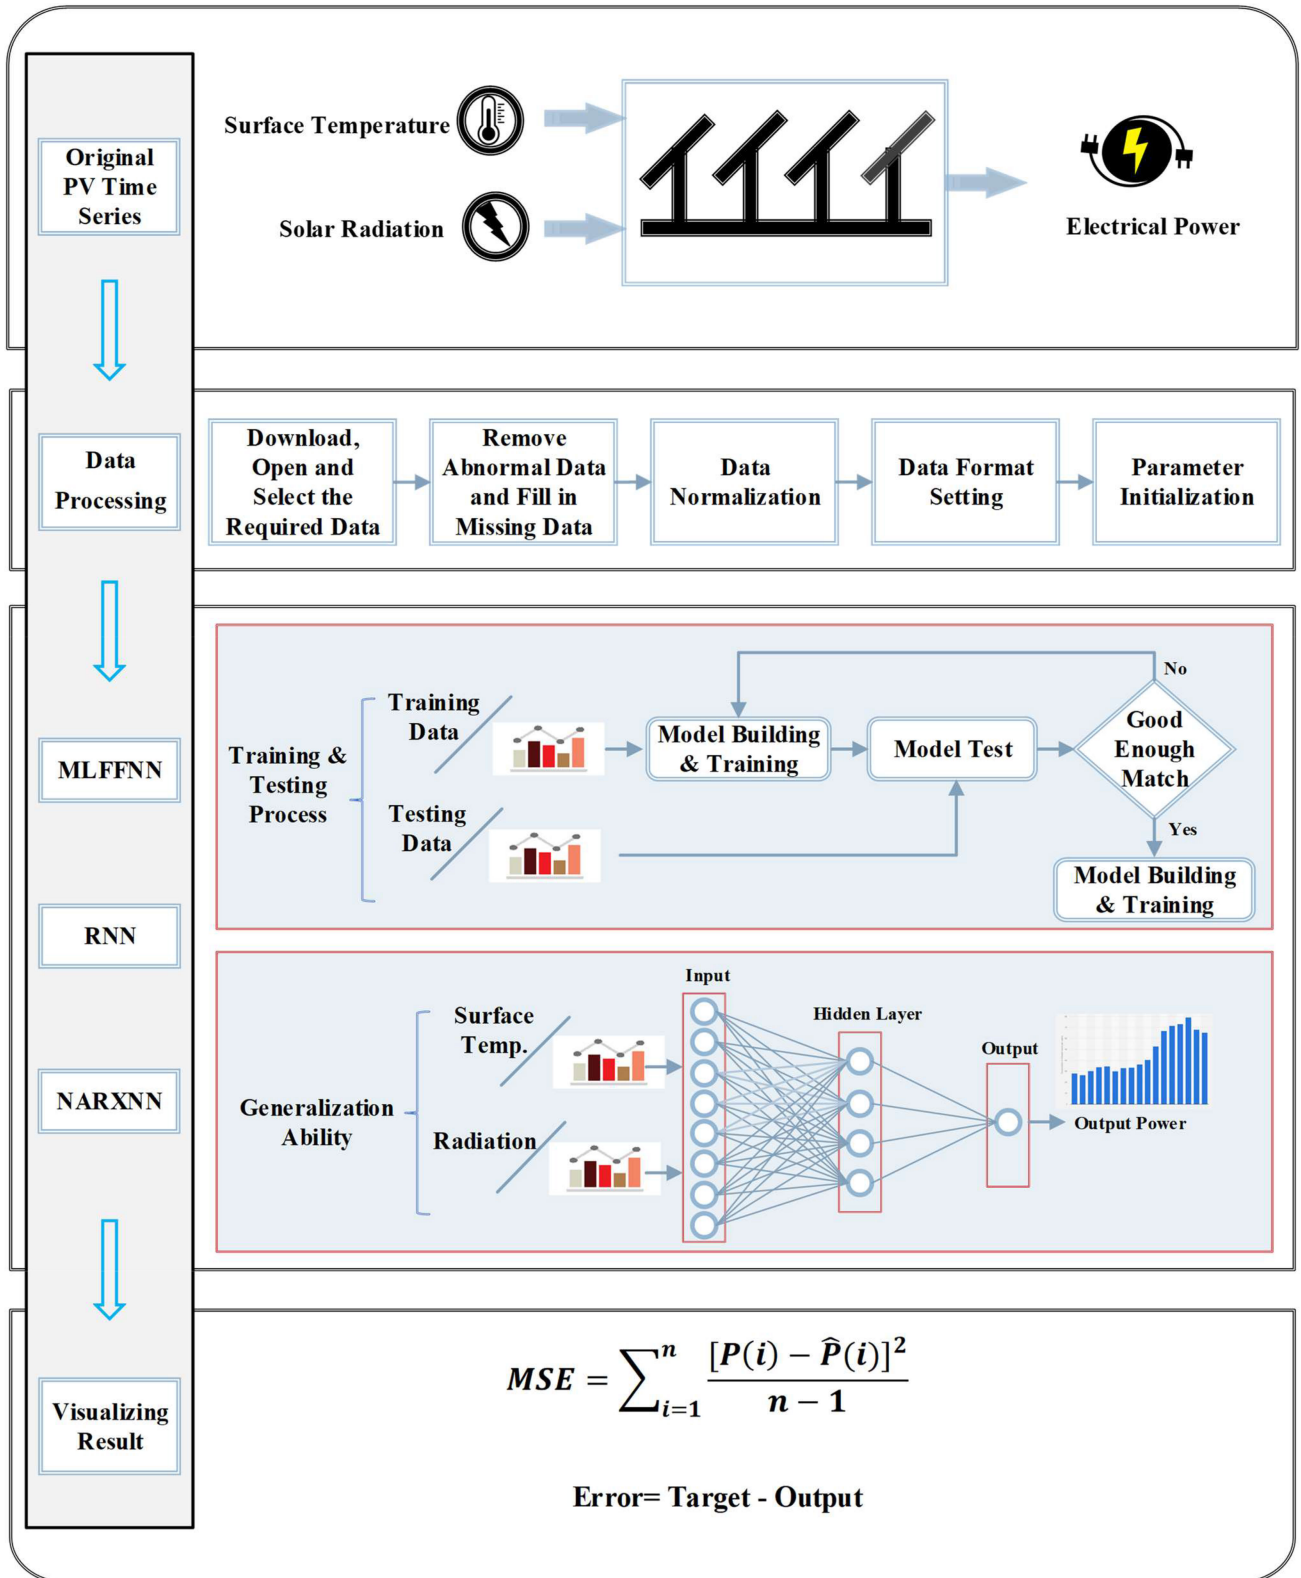 Original
PV Time
Series
Surface Temperature
Solar Radiation
Electrical Power
Data
Processing
Download,
Open and
Select the
Required Data
Remove
Abnormal Data
and Fill in
Missing Data
Data
Normalization
Data Format
Setting
Parameter
Initialization
MLFFNN
RNN
NARXNN
Training &
Testing
Process
Training
Data
Testing
Data
Model Building
& Training
Model Test
Good
Enough
Match
No
Yes
Model Building
& Training
Generalization
Ability
Surface
Temp.
Radiation
Input
Hidden Layer
Output
Output Power
Visualizing
Result
MSE = ∑ⁿᵢ₌₁ [P(i) − P̂(i)]² / n − 1
Error= Target - Output